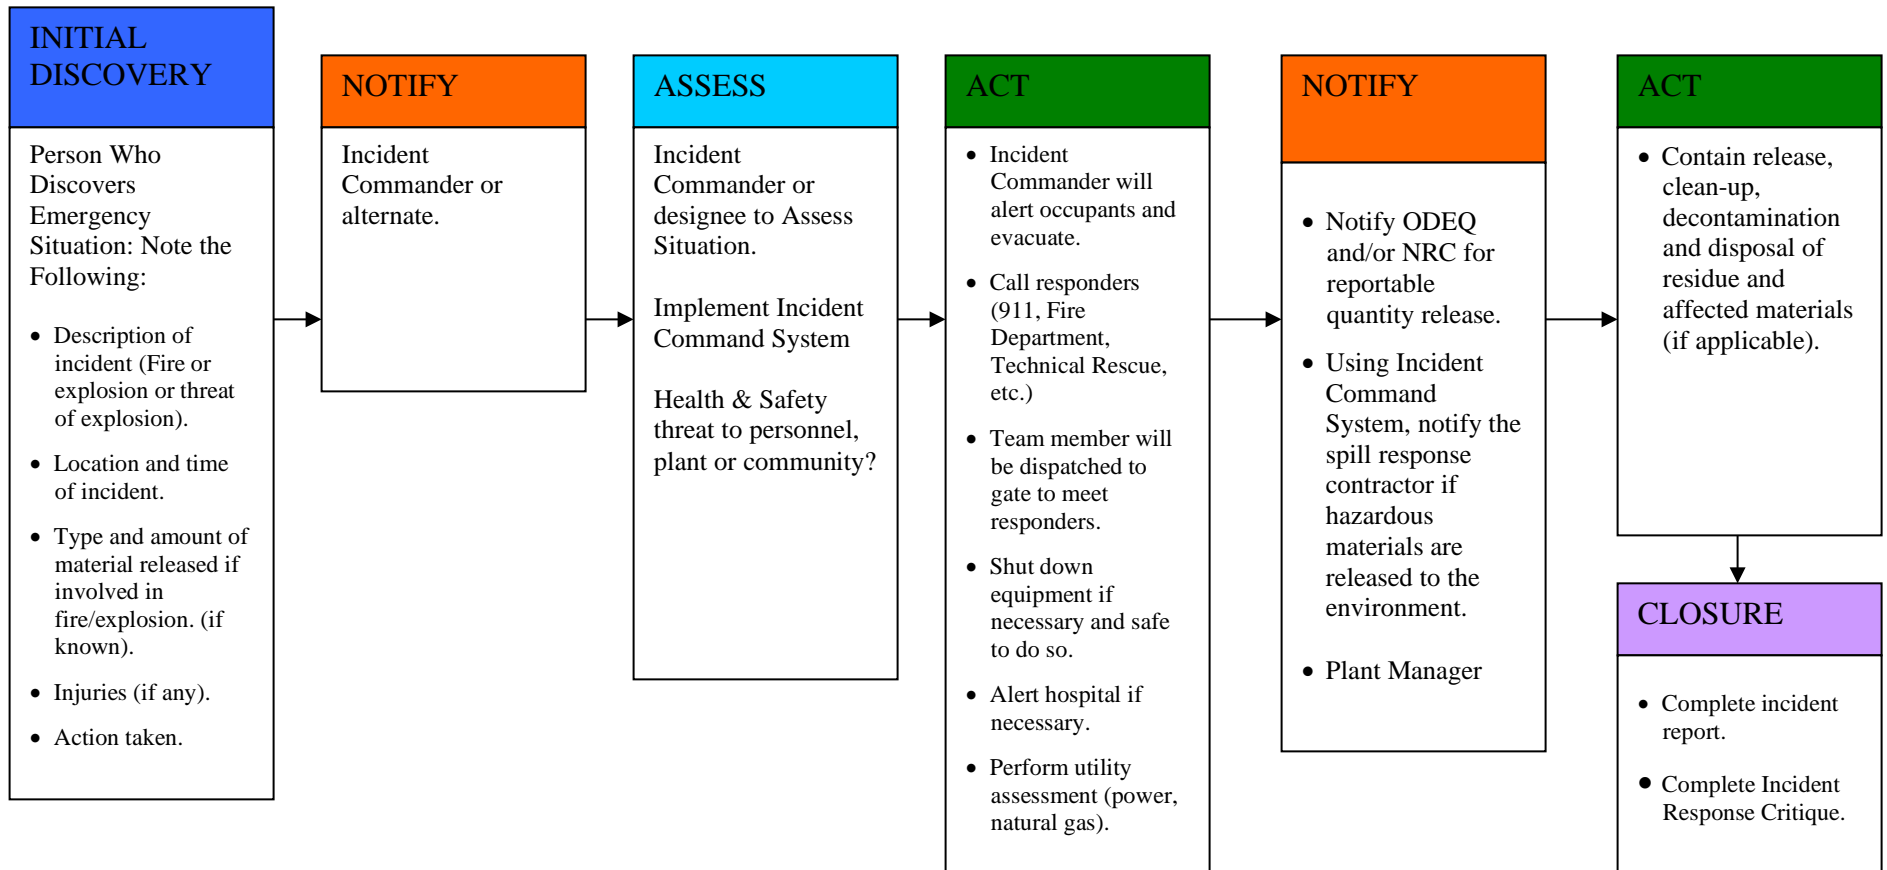 INITIAL
DISCOVERY
Person Who
Discovers
Emergency
Situation: Note the
Following:
• Description of
incident (Fire or
explosion or threat
of explosion).
• Location and time
of incident.
• Type and amount of
material released if
involved in
fire/explosion. (if
known).
• Injuries (if any).
• Action taken.
NOTIFY
Incident
Commander or
alternate.
ASSESS
Incident
Commander or
designee to Assess
Situation.
Implement Incident
Command System
Health & Safety
threat to personnel,
plant or community?
ACT
• Incident
Commander will
alert occupants and
evacuate.
• Call responders
(911, Fire
Department,
Technical Rescue,
etc.)
• Team member will
be dispatched to
gate to meet
responders.
• Shut down
equipment if
necessary and safe
to do so.
• Alert hospital if
necessary.
• Perform utility
assessment (power,
natural gas).
NOTIFY
• Notify ODEQ
and/or NRC for
reportable
quantity release.
• Using Incident
Command
System, notify the
spill response
contractor if
hazardous
materials are
released to the
environment.
• Plant Manager
ACT
• Contain release,
clean-up,
decontamination
and disposal of
residue and
affected materials
(if applicable).
CLOSURE
• Complete incident
report.
• Complete Incident
Response Critique.